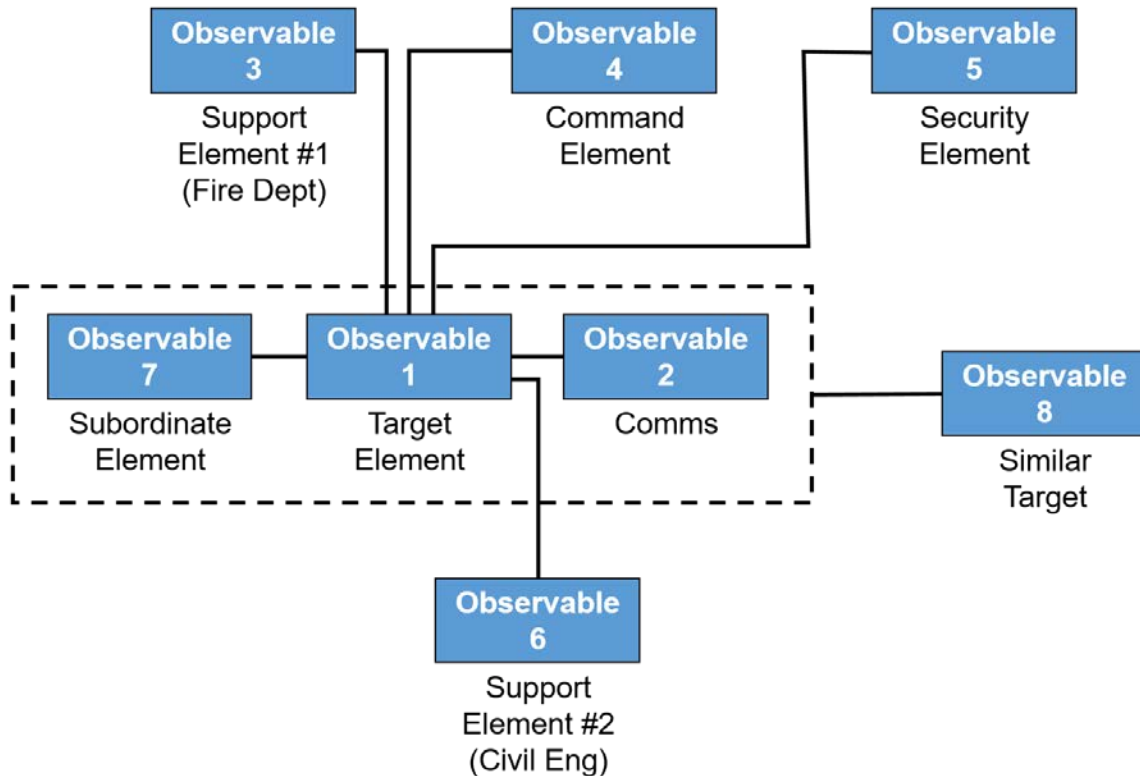 Observable
3
Support
Element #1
(Fire Dept)
Observable
4
Command
Element
Observable
5
Security
Element
Observable
7
Subordinate
Element
Observable
1
Target
Element
Observable
2
Comms
Observable
8
Similar
Target
Observable
6
Support
Element #2
(Civil Eng)